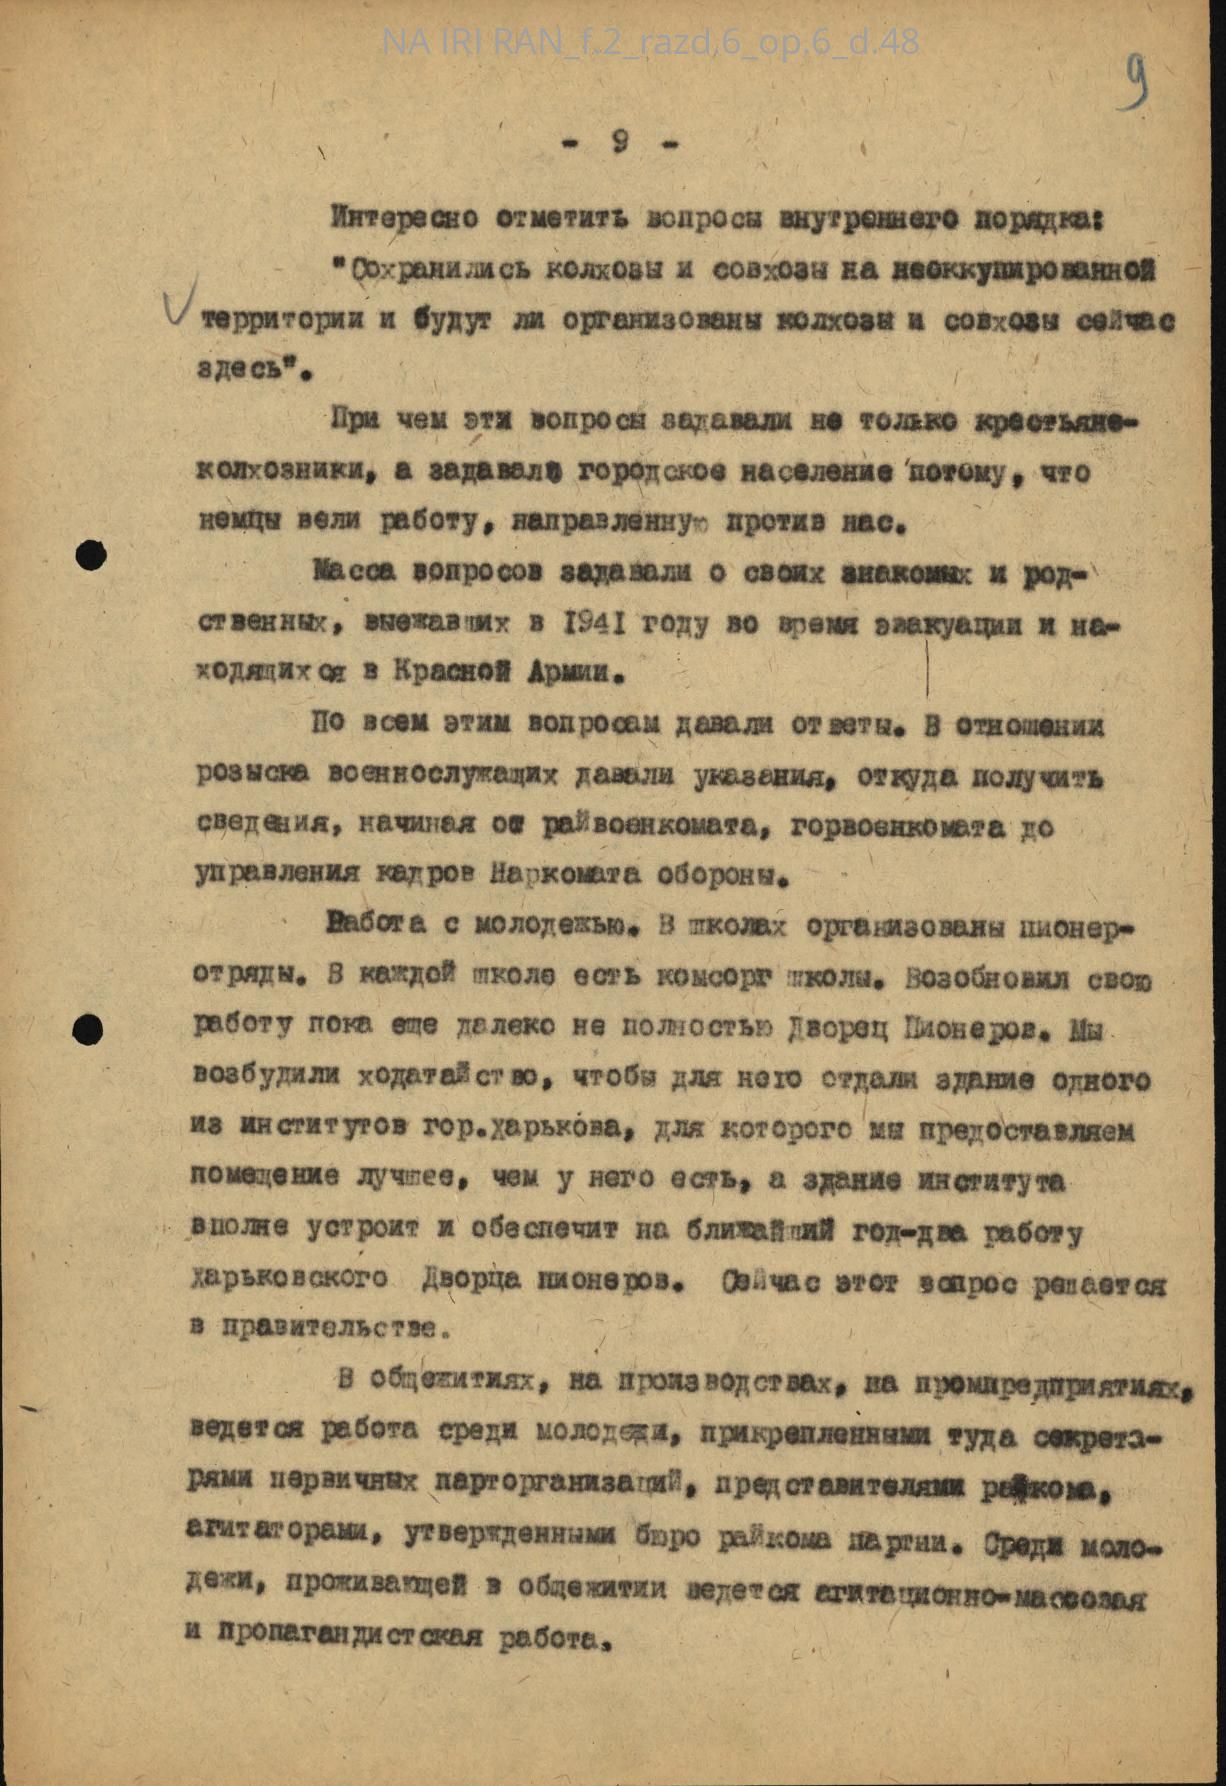 NA IRI RAN_f.2_razd,6_op.6_d.48
9
- 9 -
Интересно отметить вопросы внутреннего порядка:
"Сохранились колхозы и совхозы на неоккупированной
территории и будут ли организованы колхозы и совхозы сейчас
здесь".
При чем эти вопросы задавали не только крестьяне-
колхозники, а задавало городское население потому, что
немцы вели работу, направленную против нас.
Масса вопросов задавали о своих знакомых и род-
ственных, выежавших в 1941 году во время эвакуации и на-
ходящихся в Красной Армии.
По всем этим вопросам давали ответы. В отношении
розыска военнослужащих давали указания, откуда получить
сведения, начиная от райвоенкомата, горвоенкомата до
управления кадров Наркомата обороны.
Работа с молодежью. В школах организованы пионер-
отряды. В каждой школе есть комсорг школы. Возобновил свою
работу пока еще далеко не полностью Дворец Пионеров. Мы
возбудили ходатайство, чтобы для него отдали здание одного
из институтов гор.Харькова, для которого мы предоставляем
помещение лучшее, чем у него есть, а здание института
вполне устроит и обеспечит на ближайший год-два работу
Харьковского Дворца пионеров. Сейчас этот вопрос решается
в правительстве.
В общежитиях, на производствах, на промпредприятиях,
ведется работа среди молодежи, прикрепленными туда секрета-
рями первичных парторганизаций, представителями райкома,
агитаторами, утвержденными бюро райкома партии. Среди моло-
дежи, проживающей в общежитии ведется агитационно-массовая
и пропагандистская работа.